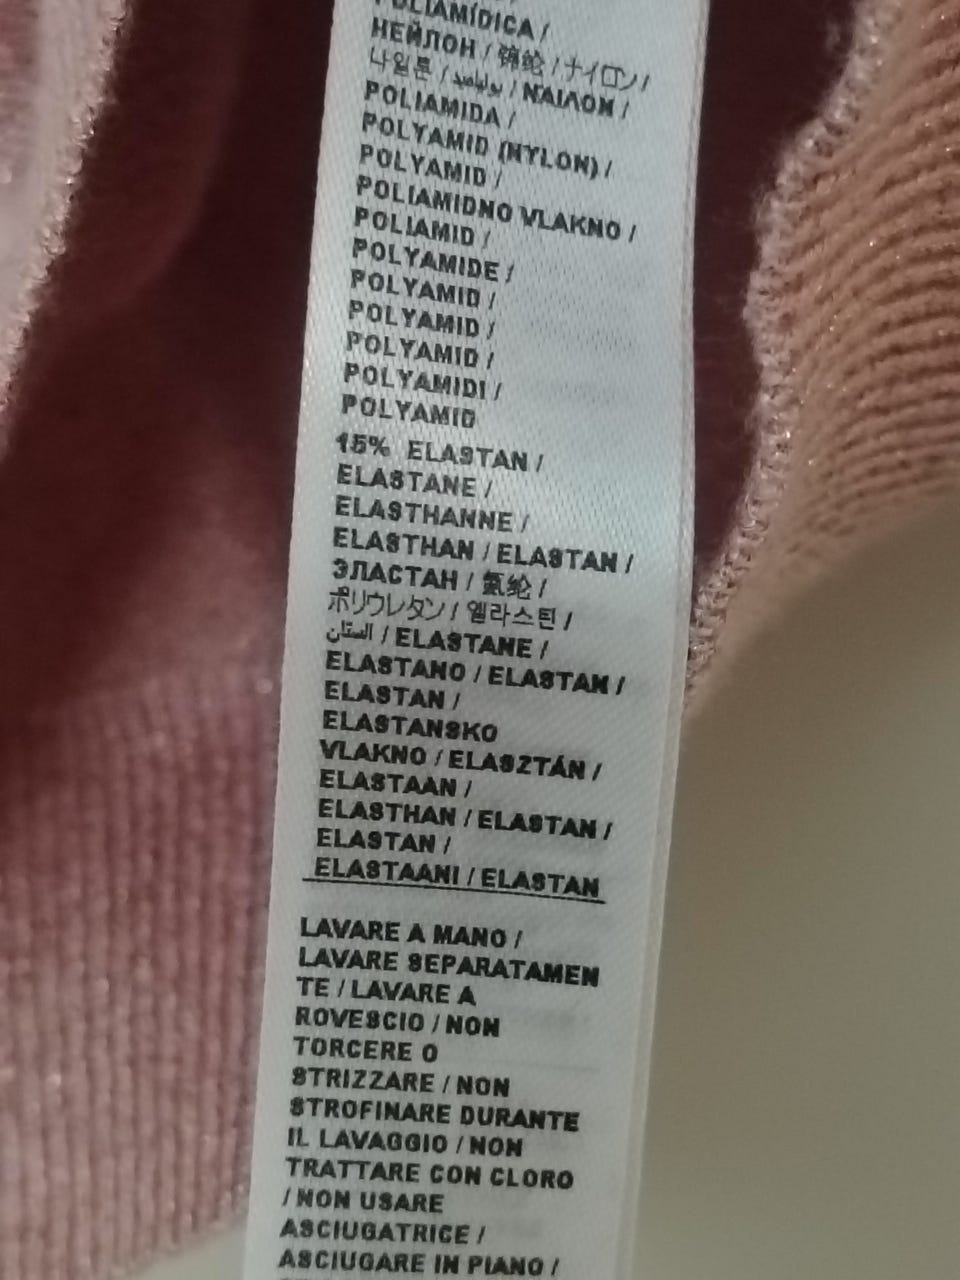 POLIAMÍDICA /
НЕЙЛОН / 锦纶 / ナイロン /
나일론 / بولياميد / ΝΑΙΛΟΝ /
POLIAMIDA /
POLYAMID (NYLON) /
POLYAMID /
POLIAMIDNO VLAKNO /
POLIAMID /
POLYAMIDE /
POLYAMID /
POLYAMID /
POLYAMID /
POLYAMIDI /
POLYAMID
15% ELASTAN /
ELASTANE /
ELASTHANNE /
ELASTHAN / ELASTAN /
ЭЛАСТАН / 氨纶 /
ポリウレタン / 엘라스틴 /
الستان / ELASTANE /
ELASTANO / ELASTAN /
ELASTAN /
ELASTANSKO
VLAKNO / ELASZTÁN /
ELASTAAN /
ELASTHAN / ELASTAN /
ELASTAN /
ELASTAANI / ELASTAN
LAVARE A MANO /
LAVARE SEPARATAMEN
TE / LAVARE A
ROVESCIO / NON
TORCERE O
STRIZZARE / NON
STROFINARE DURANTE
IL LAVAGGIO / NON
TRATTARE CON CLORO
/ NON USARE
ASCIUGATRICE /
ASCIUGARE IN PIANO /